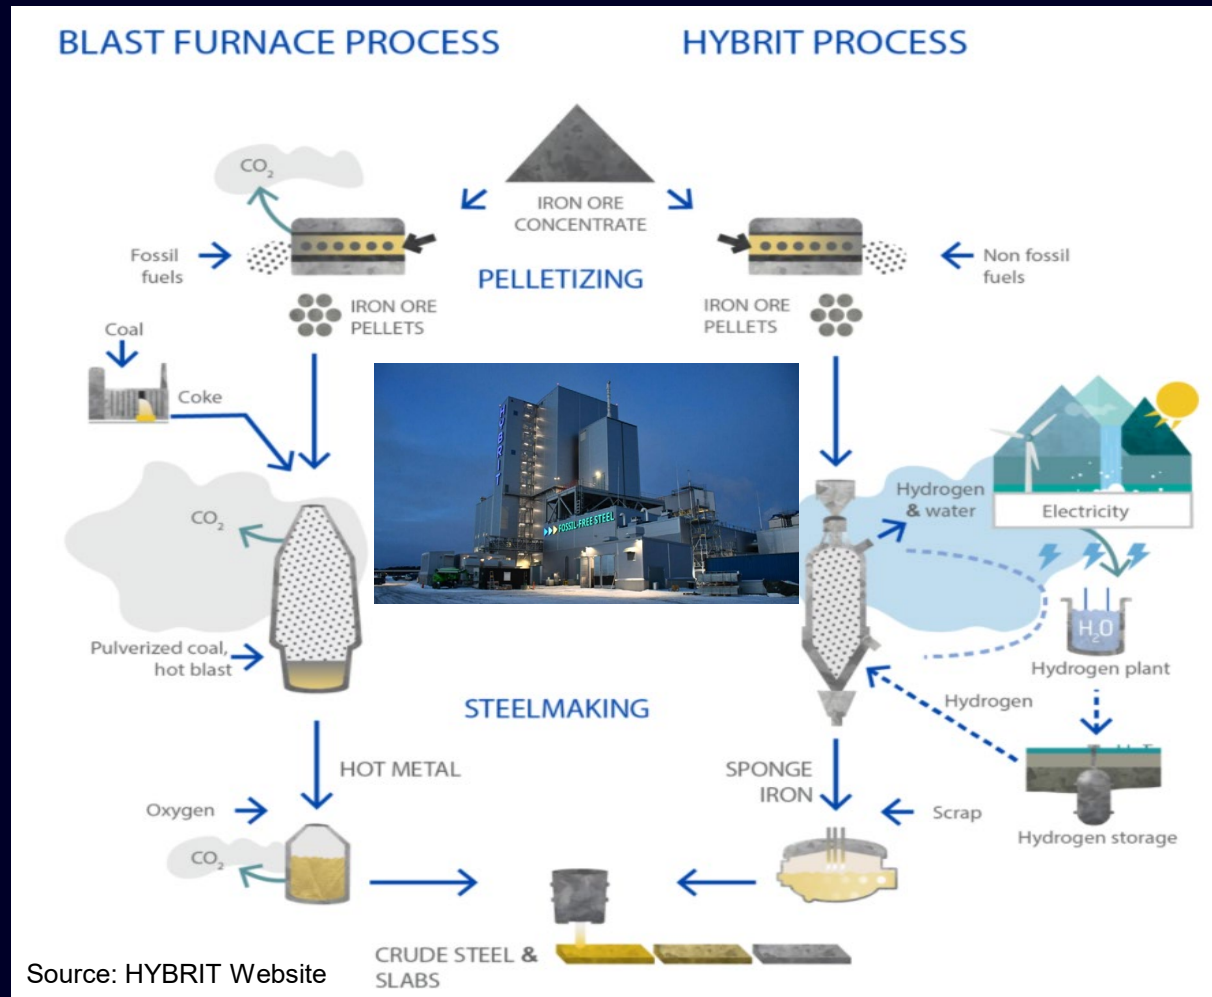 BLAST FURNACE PROCESS
HYBRIT PROCESS
CO2
IRON ORE
CONCENTRATE
Fossil
fuels
Non fossil
fuels
PELLETIZING
IRON ORE
PELLETS
IRON ORE
PELLETS
Coal
Coke
HYBRIT
FOSSIL-FREE STEEL
Hydrogen
& water
Electricity
CO2
H2O
Pulverized coal,
hot blast
Hydrogen plant
Hydrogen
STEELMAKING
HOT METAL
SPONGE
IRON
Oxygen
Scrap
Hydrogen storage
CO2
CRUDE STEEL &
SLABS
Source: HYBRIT Website